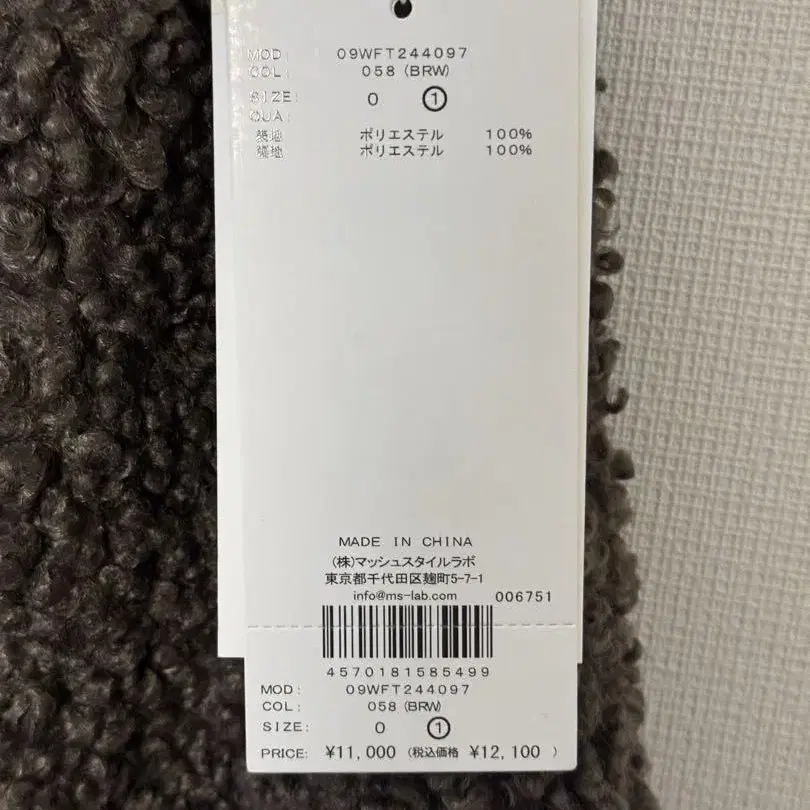 MOD: 09WFT244097
COL: 058 (BRW)
SIZE: 0 ①
QUA:
ポリエステル 100%
ポリエステル 100%
MADE IN CHINA
(株)マッシュスタイルラボ
東京都千代田区麹町5-7-1
info@ms-lab.com 006751
4570181585499
MOD: 09WFT244097
COL: 058 (BRW)
SIZE: 0 ①
PRICE: ¥11,000 (税込価格 ¥12,100 )